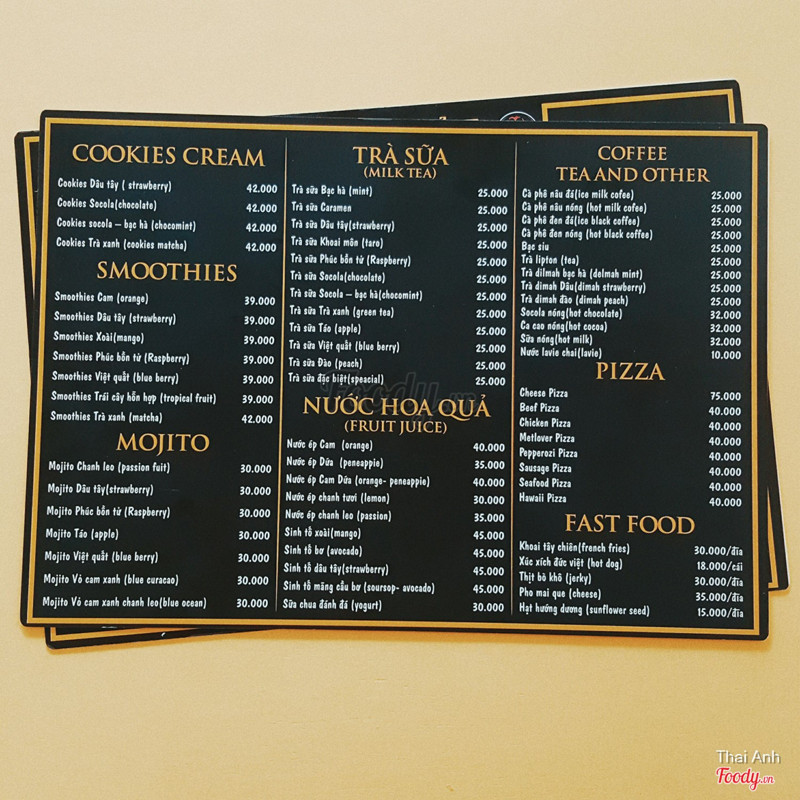 COOKIES CREAM
Cookies Dâu tây ( strawberry) 42.000
Cookies Socola(chocolate) 42.000
Cookies socola – bạc hà (chocomint) 42.000
Cookies Trà xanh (cookies matcha) 42.000
SMOOTHIES
Smoothies Cam (orange) 39.000
Smoothies Dâu tây (strawberry) 39.000
Smoothies Xoài(mango) 39.000
Smoothies Phúc bồn tử (Raspberry) 39.000
Smoothies Việt quất (blue berry) 39.000
Smoothies Trái cây hỗn hợp (tropical fruit) 39.000
Smoothies Trà xanh (matcha) 42.000
MOJITO
Mojito Chanh leo (passion fuit) 30.000
Mojito Dâu tây(strawberry) 30.000
Mojito Phúc bồn tử (Raspberry) 30.000
Mojito Táo (apple) 30.000
Mojito Việt quất (blue berry) 30.000
Mojito Vỏ cam xanh (blue curacao) 30.000
Mojito Vỏ cam xanh chanh leo(blue ocean) 30.000
TRÀ SỮA
(MILK TEA)
Trà sữa Bạc hà (mint) 25.000
Trà sữa Caramen 25.000
Trà sữa Dâu tây(strawberry) 25.000
Trà sữa Khoai môn (taro) 25.000
Trà sữa Phúc bồn tử (Raspberry) 25.000
Trà sữa Socola(chocolate) 25.000
Trà sữa Socola – bạc hà(chocomint) 25.000
Trà sữa Trà xanh (green tea) 25.000
Trà sữa Táo (apple) 25.000
Trà sữa Việt quất (blue berry) 25.000
Trà sữa Đào (peach) 25.000
Trà sữa đặc biệt(speacial) 25.000
NƯỚC HOA QUẢ
(FRUIT JUICE)
Nước ép Cam (orange) 40.000
Nước ép Dứa (peneappie) 35.000
Nước ép Cam Dứa (orange- peneappie) 40.000
Nước ép chanh tươi (lemon) 30.000
Nước ép chanh leo (passion) 35.000
Sinh tố xoài(mango) 45.000
Sinh tố bơ (avocado) 45.000
Sinh tố dâu tây(strawberry) 45.000
Sinh tố mãng cầu bơ (soursop- avocado) 45.000
Sữa chua đánh đá (yogurt) 30.000
COFFEE
TEA AND OTHER
Cà phê nâu đá(ice milk cofee) 25.000
Cà phê nâu nóng (hot milk coffee) 25.000
Cà phê đen đá(ice black coffee) 25.000
Cà phê đen nóng (hot black coffee) 25.000
Bạc sỉu 25.000
Trà lipton (tea) 25.000
Trà dilmah bạc hà (delmah mint) 25.000
Trà dimah Dâu(dimah strawberry) 25.000
Trà dimah đào (dimah peach) 25.000
Socola nóng(hot chocolate) 32.000
Ca cao nóng(hot cocoa) 32.000
Sữa nóng(hot milk) 32.000
Nước lavie chai(lavie) 10.000
PIZZA
Cheese Pizza 75.000
Beef Pizza 40.000
Chicken Pizza 40.000
Metlover Pizza 40.000
Pepperozi Pizza 40.000
Sausage Pizza 40.000
Seafood Pizza 40.000
Hawaii Pizza 40.000
FAST FOOD
Khoai tây chiên(french fries) 30.000/đĩa
Xúc xích đức việt (hot dog) 18.000/cái
Thịt bò khô (jerky) 30.000/đĩa
Pho mai que (cheese) 35.000/đĩa
Hạt hướng dương (sunflower seed) 15.000/đĩa
Foody.vn
Thai Anh
Foody.vn